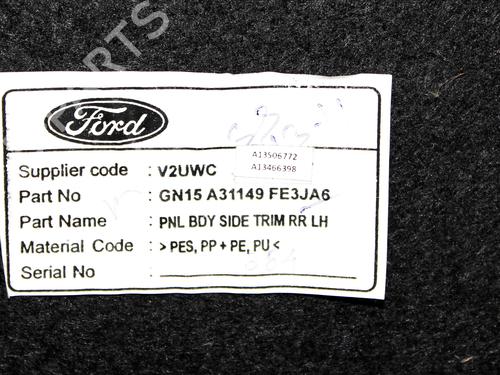 Ford
A13506772
A13466398
Supplier code : V2UWC
Part No : GN15 A31149 FE3JA6
Part Name : PNL BDY SIDE TRIM RR LH
Material Code : > PES, PP + PE, PU <
Serial No :